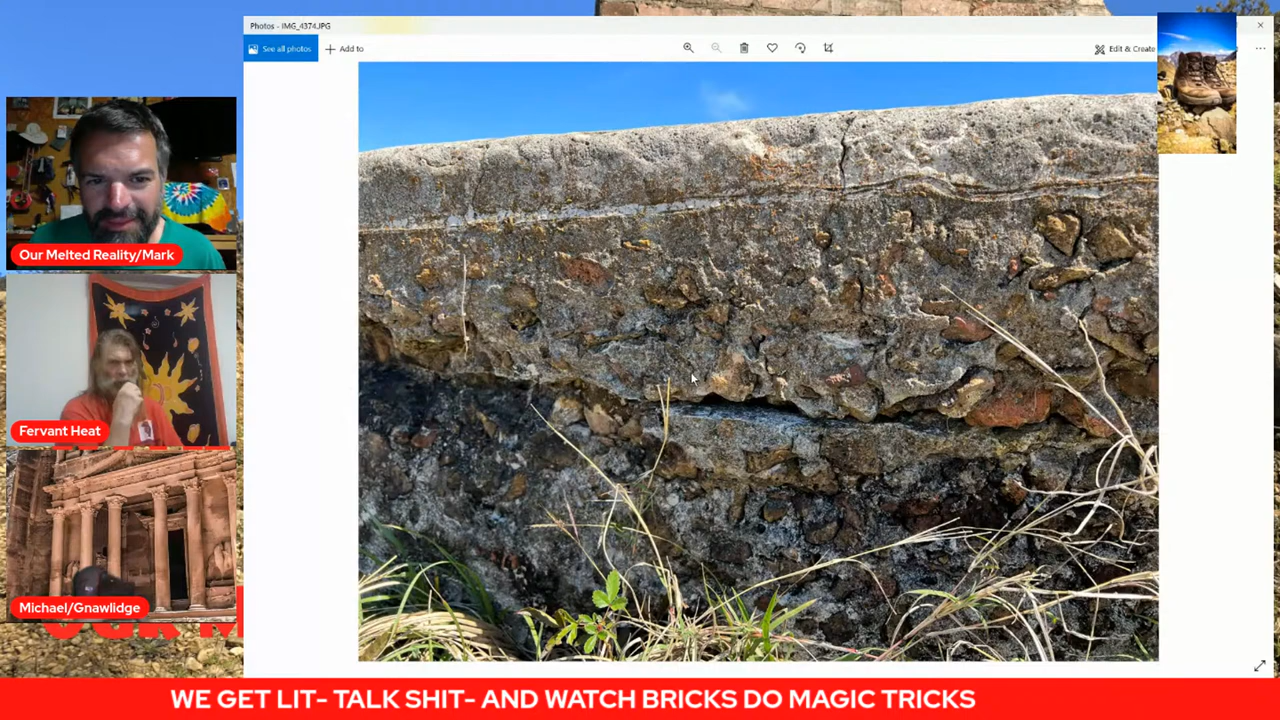 Photos - IMG_4374.JPG
See all photos
Add to
Edit & Create
Our Melted Reality/Mark
Fervant Heat
Michael/Gnawlidge
WE GET LIT- TALK SHIT- AND WATCH BRICKS DO MAGIC TRICKS